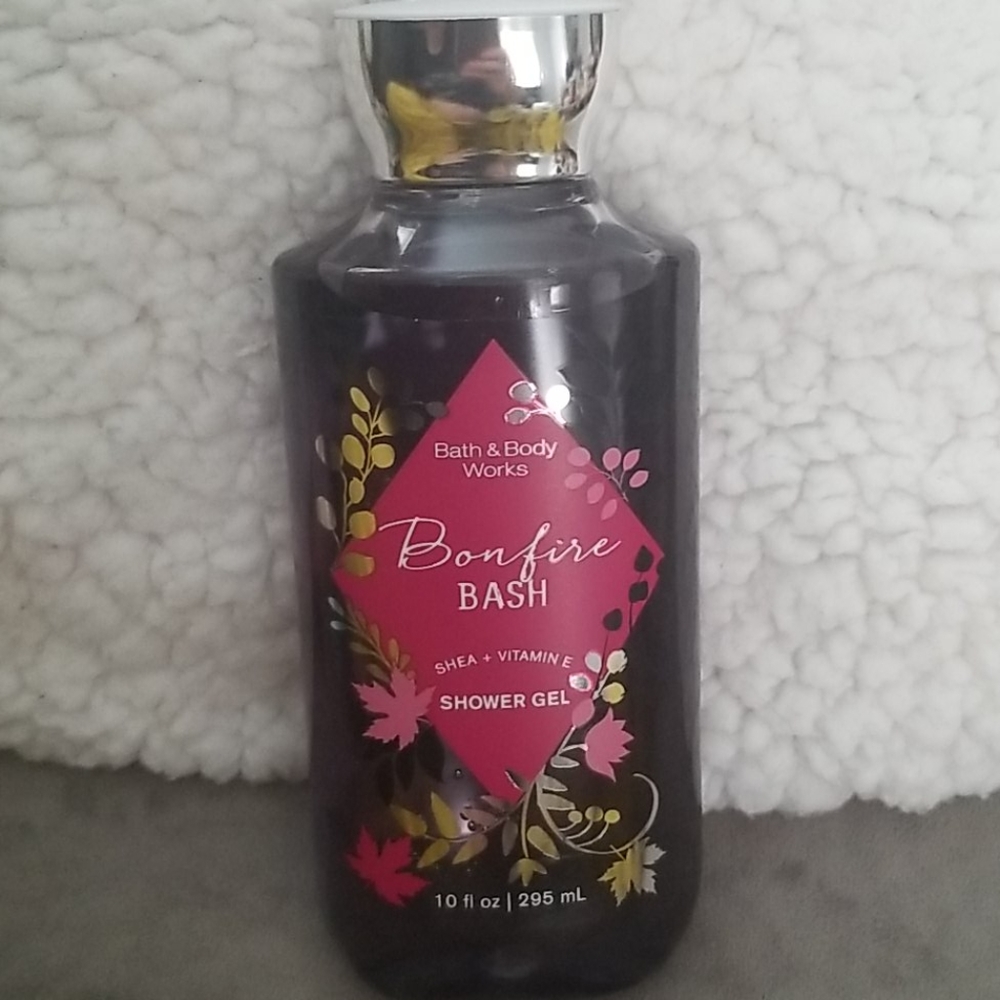 Bath & Body
Works
Bonfire
BASH
SHEA + VITAMIN E
SHOWER GEL
10 fl oz | 295 mL